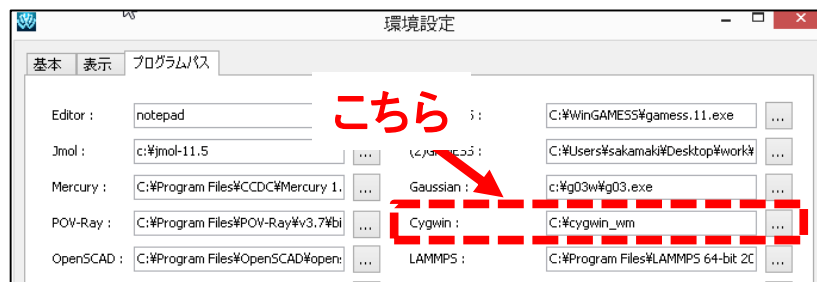 環境設定
基本 表示 プログラムパス
こちら
Editor : notepad C:¥WinGAMESS¥gamess.11.exe ...
Jmol : c:¥jmol-11.5 ... C:¥Users¥sakamaki¥Desktop¥work¥ ...
Mercury : C:¥Program Files¥CCDC¥Mercury 1. ... Gaussian : c:¥g03w¥g03.exe ...
POV-Ray : C:¥Program Files¥POV-Ray¥v3.7¥bi ... Cygwin : C:¥cygwin_wm ...
OpenSCAD : C:¥Program Files¥OpenSCAD¥open: ... LAMMPS : C:¥Program Files¥LAMMPS 64-bit 20 ...